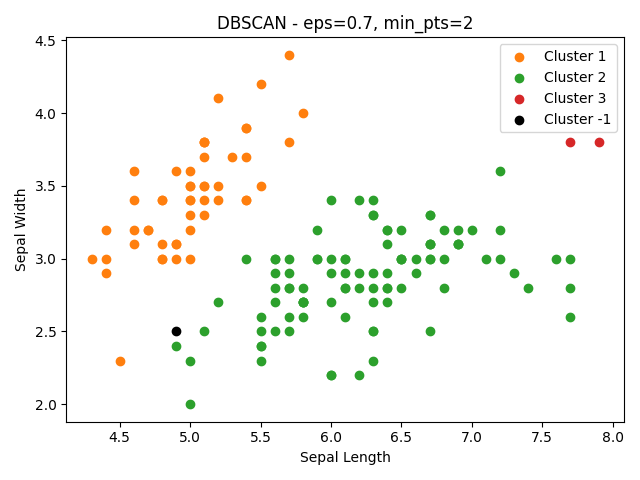 DBSCAN - eps=0.7, min_pts=2
Cluster 1
Cluster 2
Cluster 3
Cluster -1
4.5
4.0
3.5
3.0
2.5
2.0
Sepal Width
4.5 5.0 5.5 6.0 6.5 7.0 7.5 8.0
Sepal Length